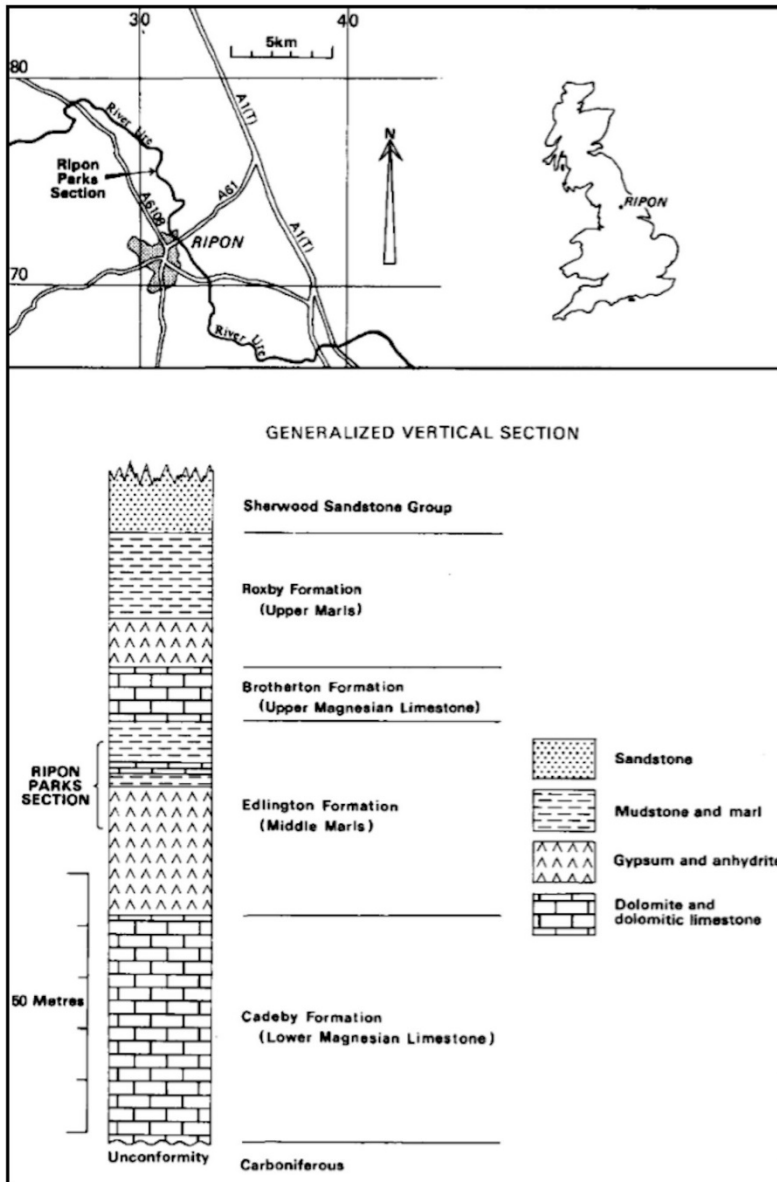 30
5km
40
80
River Ure
A1(T)
N
Ripon
Parks
Section
A61
A6108
RIPON
RIPON
A1(T)
70
River Ure
GENERALIZED VERTICAL SECTION
Sherwood Sandstone Group
Roxby Formation
(Upper Marls)
Brotherton Formation
(Upper Magnesian Limestone)
RIPON
PARKS
SECTION
Edlington Formation
(Middle Marls)
Sandstone
Mudstone and marl
Gypsum and anhydrite
Dolomite and
dolomitic limestone
50 Metres
Cadeby Formation
(Lower Magnesian Limestone)
Unconformity
Carboniferous